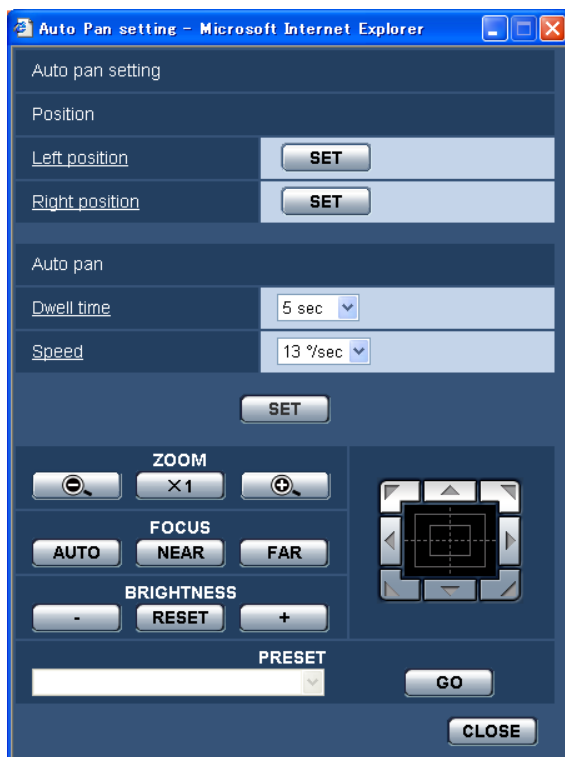 Auto Pan setting - Microsoft Internet Explorer
Auto pan setting
Position
Left position SET
Right position SET
Auto pan
Dwell time 5 sec
Speed 13 °/sec
SET
ZOOM
×1
FOCUS
AUTO NEAR FAR
BRIGHTNESS
- RESET +
PRESET
GO
CLOSE